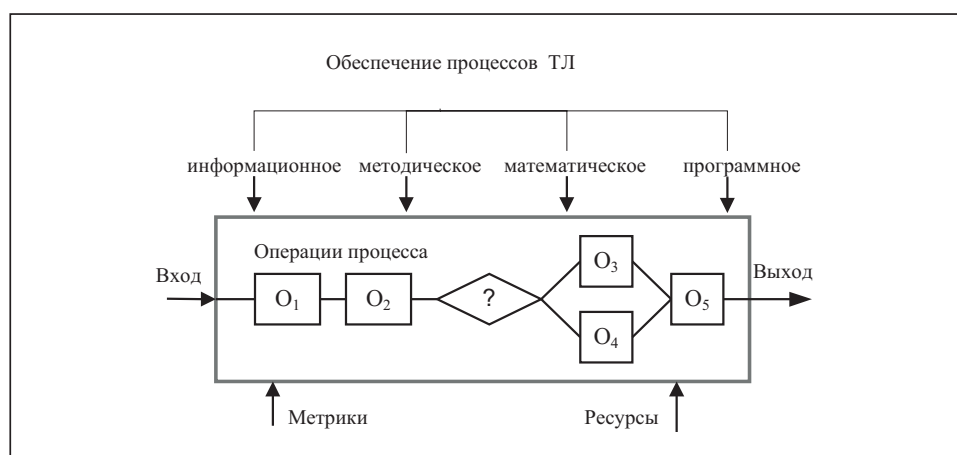 Обеспечение процессов ТЛ
информационное методическое математическое программное
Операции процесса
Вход
Выход
O1 O2 ? O3 O4 O5
Метрики Ресурсы